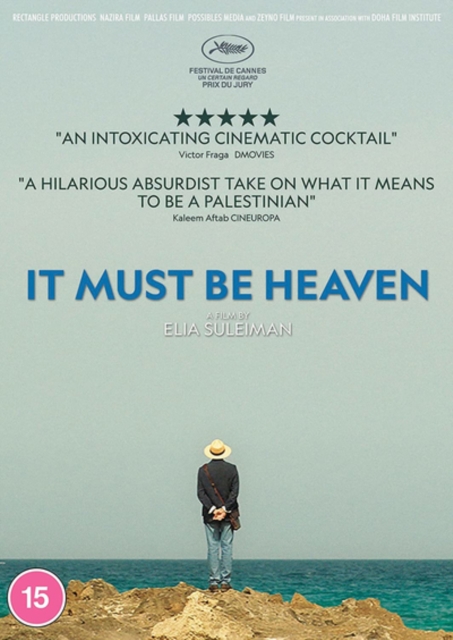 RECTANGLE PRODUCTIONS NAZIRA FILM PALLAS FILM POSSIBLES MEDIA AND ZEYNO FILM PRESENT IN ASSOCIATION WITH DOHA FILM INSTITUTE
FESTIVAL DE CANNES
UN CERTAIN REGARD
PRIX DU JURY
"AN INTOXICATING CINEMATIC COCKTAIL"
Victor Fraga DMOVIES
"A HILARIOUS ABSURDIST TAKE ON WHAT IT MEANS
TO BE A PALESTINIAN"
Kaleem Aftab CINEUROPA
IT MUST BE HEAVEN
A FILM BY
ELIA SULEIMAN
15